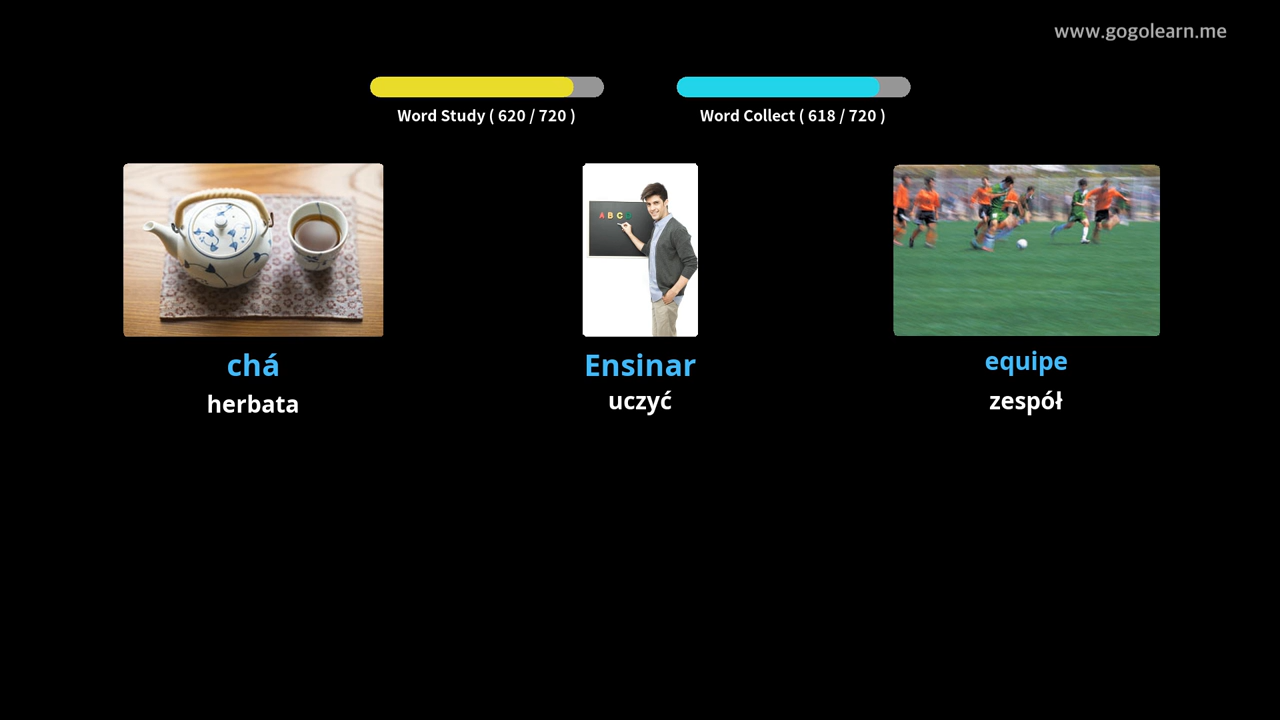 www.gogolearn.me
Word Study ( 620 / 720 )
Word Collect ( 618 / 720 )
A B C
chá
Ensinar
equipe
herbata
uczyć
zespół